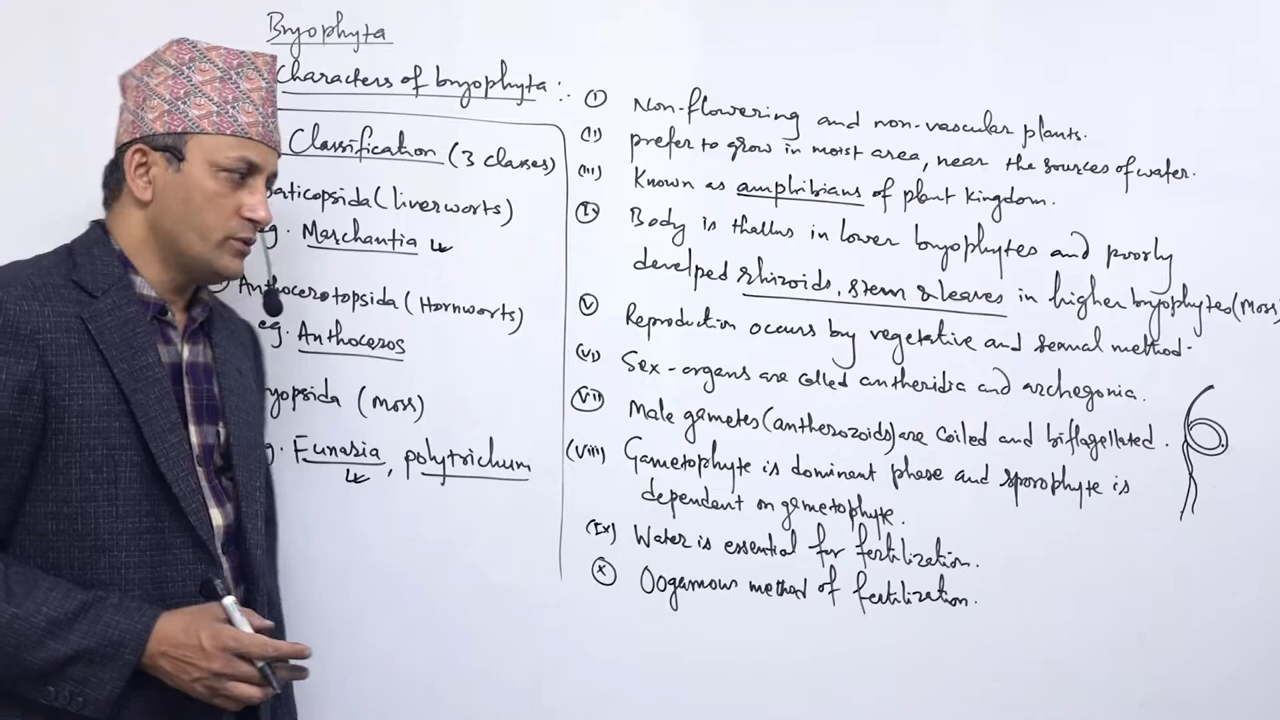 Bryophyta
Characters of bryophyta :-
Classification (3 classes)
aticopsida (liverworts)
g. Marchantia
Anthocerotopsida (Hornworts)
eg. Anthoceros
yopsida (Moss)
g. Funaria, polytrichum
(I) Non-flowering and non-vascular plants.
(II) prefer to grow in moist area, near the sources of water.
(III) Known as amphibians of plant kingdom.
(IV) Body is thallus in lower bryophytes and poorly
develped rhizoids, stem & leaves in higher bryophytes (Moss
(V) Reproduction occurs by vegetative and sexual method.
(VI) Sex-organs are called antheridia and archegonia.
(VII) Male gametes (antherozoids) are coiled and biflagellated.
(VIII) Gametophyte is dominant phase and sporophyte is
dependent on gametophyte.
(IX) Water is essential for fertilization.
(X) Oogamous method of fertilization.